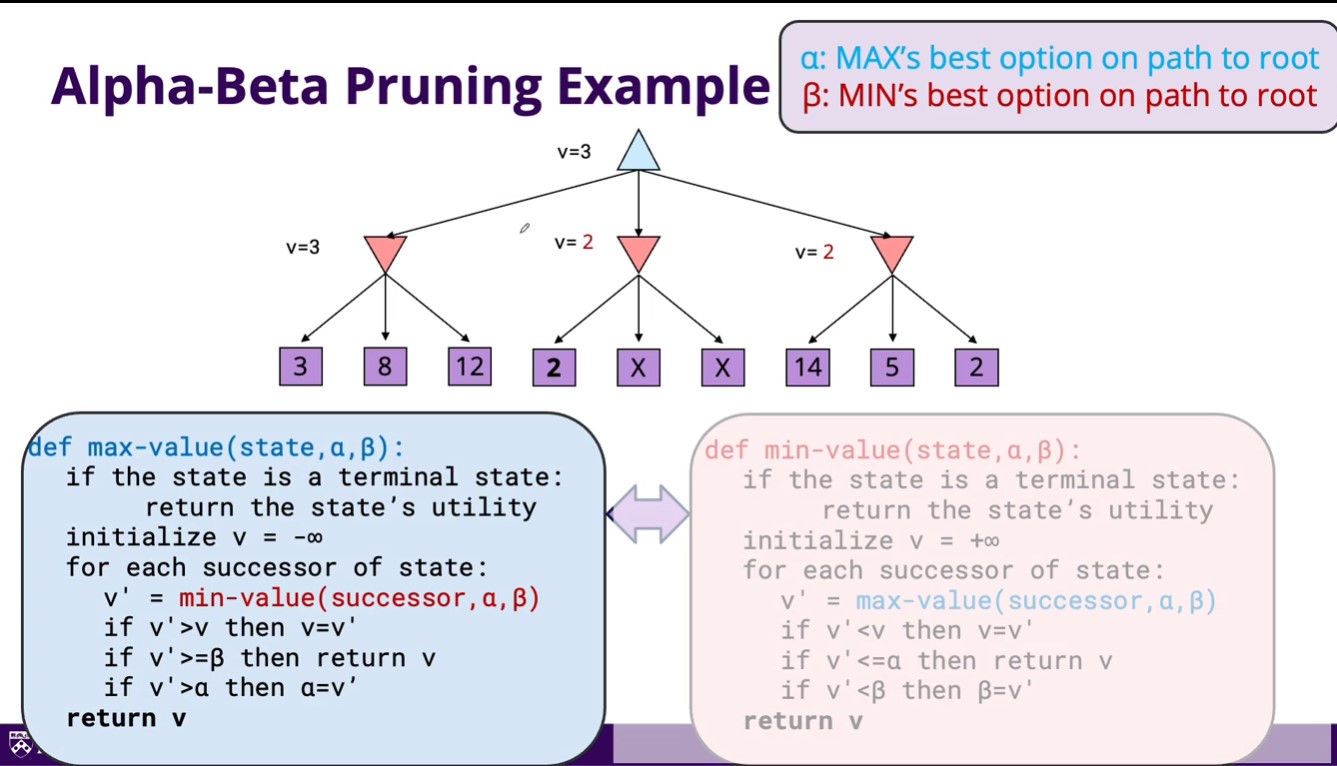 Alpha-Beta Pruning Example
α: MAX’s best option on path to root
β: MIN’s best option on path to root
v=3
v=3
v= 2
v= 2
3
8
12
2
X
X
14
5
2
def max-value(state,α,β):
if the state is a terminal state:
return the state’s utility
initialize v = -∞
for each successor of state:
v' = min-value(successor,α,β)
if v'>v then v=v'
if v'>=β then return v
if v'>α then α=v’
return v
def min-value(state,α,β):
if the state is a terminal state:
return the state’s utility
initialize v = +∞
for each successor of state:
v' = max-value(successor,α,β)
if v'<v then v=v'
if v'<=α then return v
if v'<β then β=v'
return v